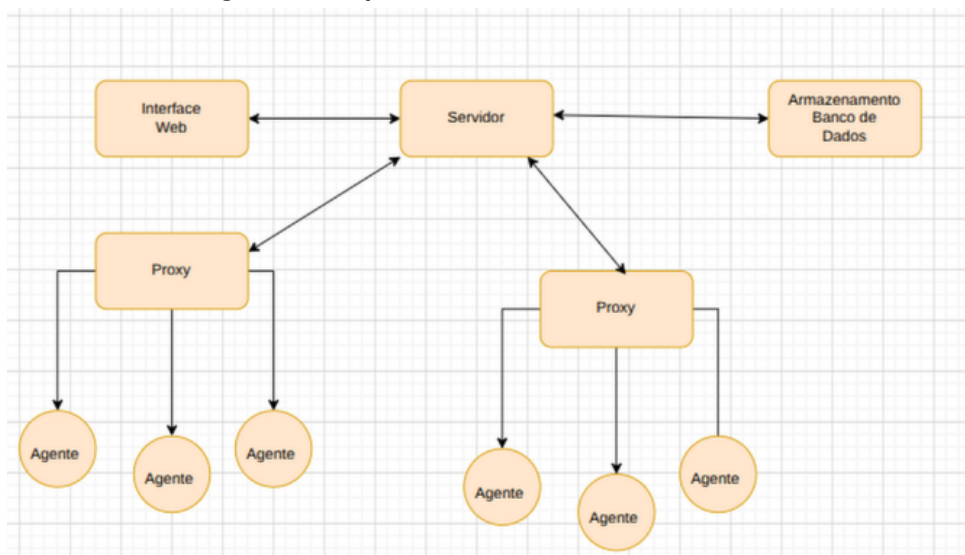 Interface
Web
Servidor
Armazenamento
Banco de
Dados
Proxy
Proxy
Agente
Agente
Agente
Agente
Agente
Agente